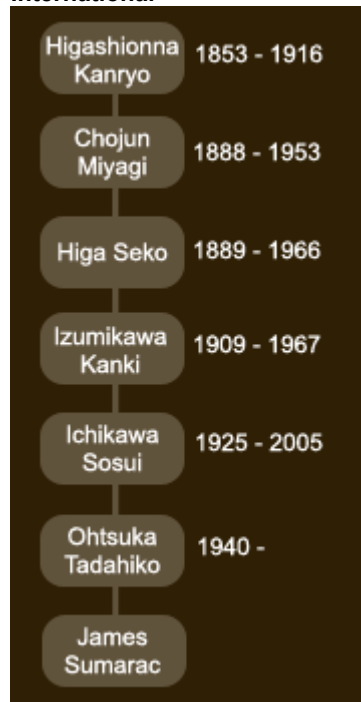 Higashionna
Kanryo
1853 - 1916
Chojun
Miyagi
1888 - 1953
Higa Seko
1889 - 1966
Izumikawa
Kanki
1909 - 1967
Ichikawa
Sosui
1925 - 2005
Ohtsuka
Tadahiko
1940 -
James
Sumarac